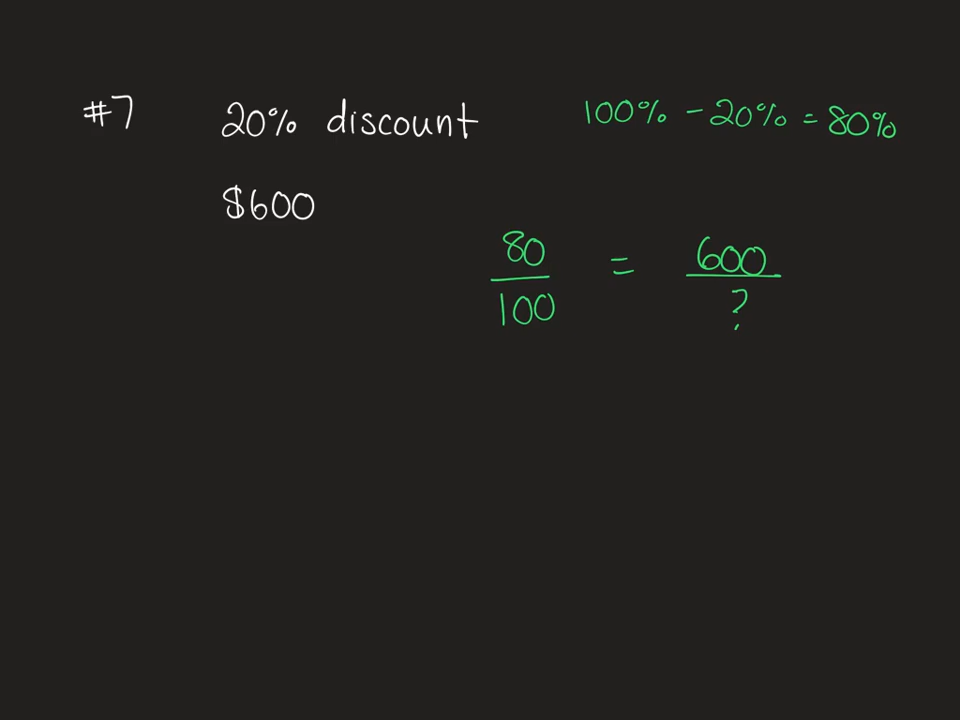 #7 20% discount 100% - 20% = 80%
$600
80 = 600
100 ?